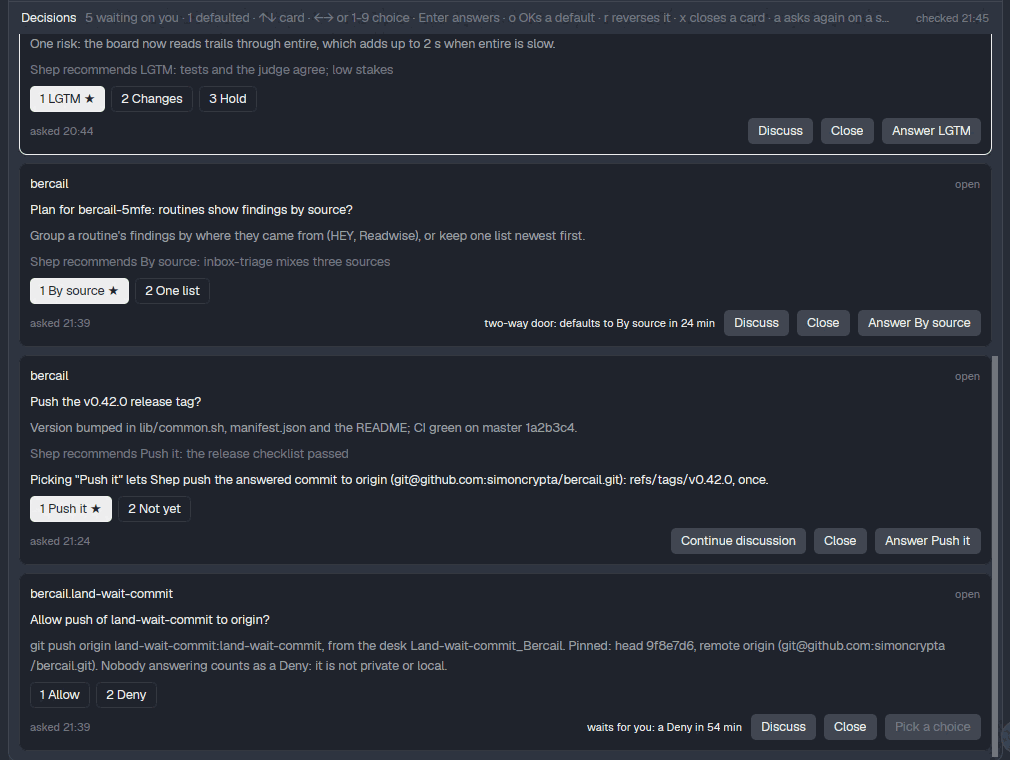 Decisions 5 waiting on you · 1 defaulted · ↑↓ card · ←→ or 1-9 choice · Enter answers · o OKs a default · r reverses it · x closes a card · a asks again on a s... checked 21:45
One risk: the board now reads trails through entire, which adds up to 2 s when entire is slow.
Shep recommends LGTM: tests and the judge agree; low stakes
1 LGTM ★ 2 Changes 3 Hold
asked 20:44 Discuss Close Answer LGTM
bercail open
Plan for bercail-5mfe: routines show findings by source?
Group a routine's findings by where they came from (HEY, Readwise), or keep one list newest first.
Shep recommends By source: inbox-triage mixes three sources
1 By source ★ 2 One list
asked 21:39 two-way door: defaults to By source in 24 min Discuss Close Answer By source
bercail open
Push the v0.42.0 release tag?
Version bumped in lib/common.sh, manifest.json and the README; CI green on master 1a2b3c4.
Shep recommends Push it: the release checklist passed
Picking "Push it" lets Shep push the answered commit to origin (git@github.com:simoncrypta/bercail.git): refs/tags/v0.42.0, once.
1 Push it ★ 2 Not yet
asked 21:24 Continue discussion Close Answer Push it
bercail.land-wait-commit open
Allow push of land-wait-commit to origin?
git push origin land-wait-commit:land-wait-commit, from the desk Land-wait-commit_Bercail. Pinned: head 9f8e7d6, remote origin (git@github.com:simoncrypta
/bercail.git). Nobody answering counts as a Deny: it is not private or local.
1 Allow 2 Deny
asked 21:39 waits for you: a Deny in 54 min Discuss Close Pick a choice